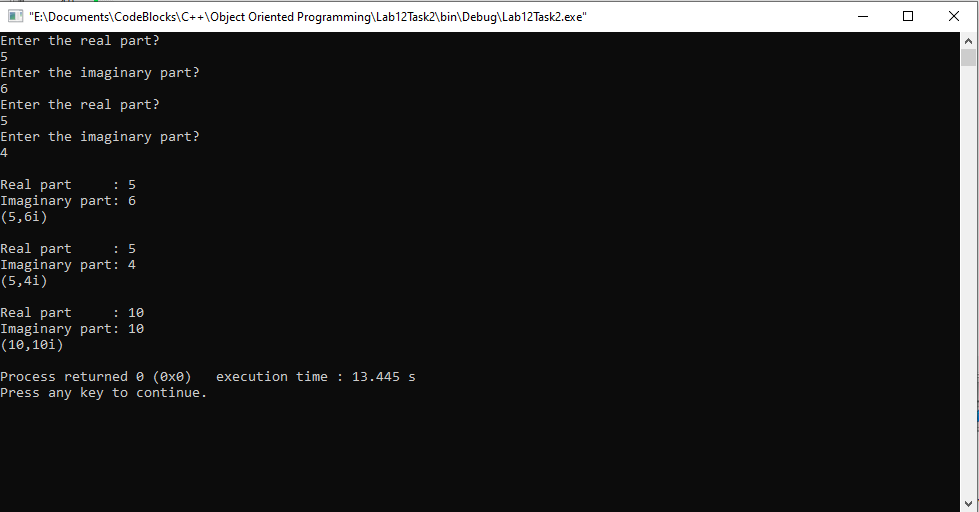 "E:\Documents\CodeBlocks\C++\Object Oriented Programming\Lab12Task2\bin\Debug\Lab12Task2.exe"
Enter the real part?
5
Enter the imaginary part?
6
Enter the real part?
5
Enter the imaginary part?
4
Real part     : 5
Imaginary part: 6
(5,6i)
Real part     : 5
Imaginary part: 4
(5,4i)
Real part     : 10
Imaginary part: 10
(10,10i)
Process returned 0 (0x0)   execution time : 13.445 s
Press any key to continue.